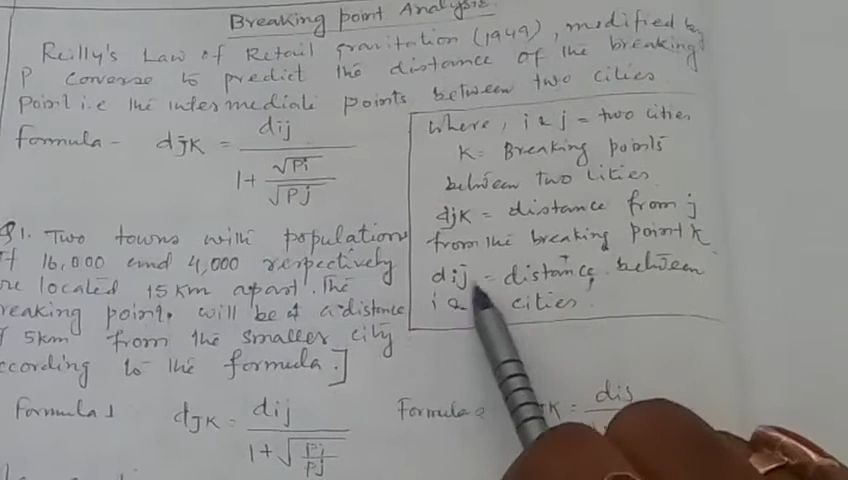 Breaking point Analysis.
Reilly's Law of Retail gravitation (1949), modified by
P Converse to predict the distance of the breaking
Point i.e the intermediate points between two cities
formula - djK = dij / 1 + √Pi / √Pj
Where, i & j = two cities
K = Breaking points
between two cities
djK = distance from j
from the breaking point K
dij = distance between
i & cities.
Q1. Two towns with populations
of 16,000 and 4,000 respectively
are located 15 km apart. The
breaking point will be at a distance
of 5km from the smaller city
according to the formula.]
Formula 1 dJK = dij / 1 + √Pi/Pj
Formula 2 JK = dis